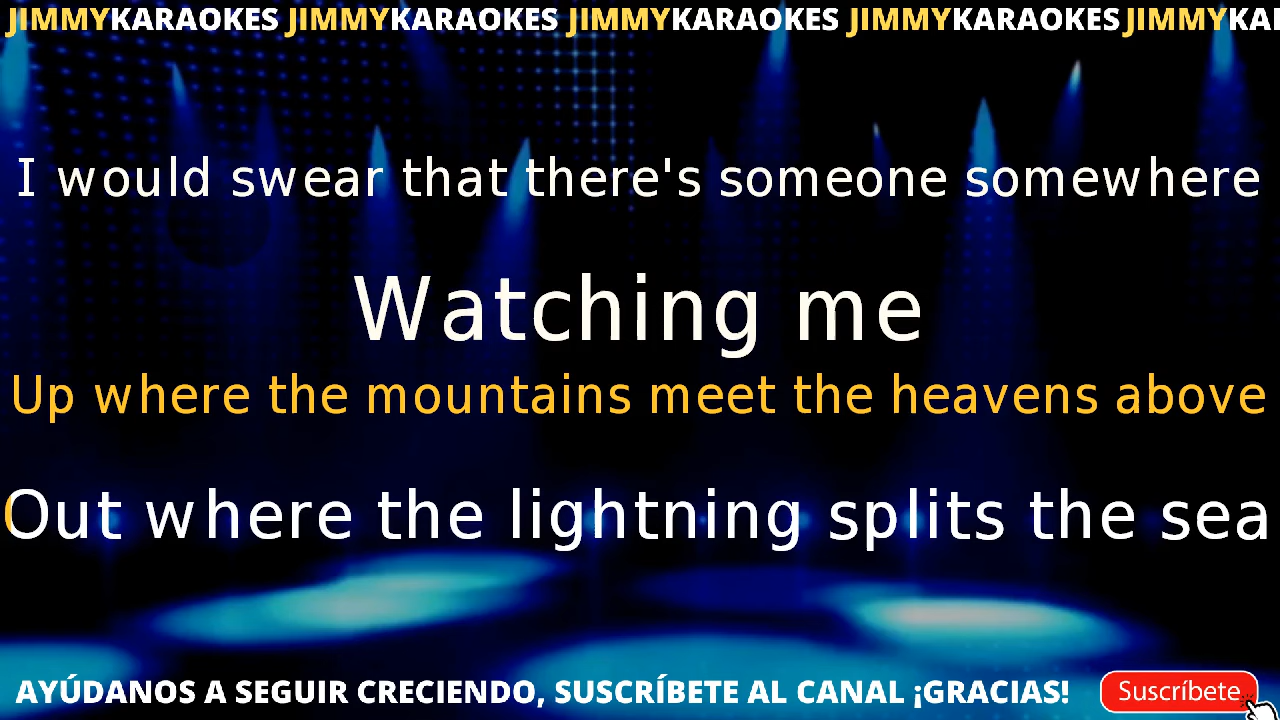 JIMMYKARAOKES JIMMYKARAOKES JIMMYKARAOKES JIMMYKARAOKES JIMMYKAI
I would swear that there's someone somewhere
Watching me
Up where the mountains meet the heavens above
Out where the lightning splits the sea
AYÚDANOS A SEGUIR CRECIENDO, SUSCRÍBETE AL CANAL ¡GRACIAS!
Suscríbete